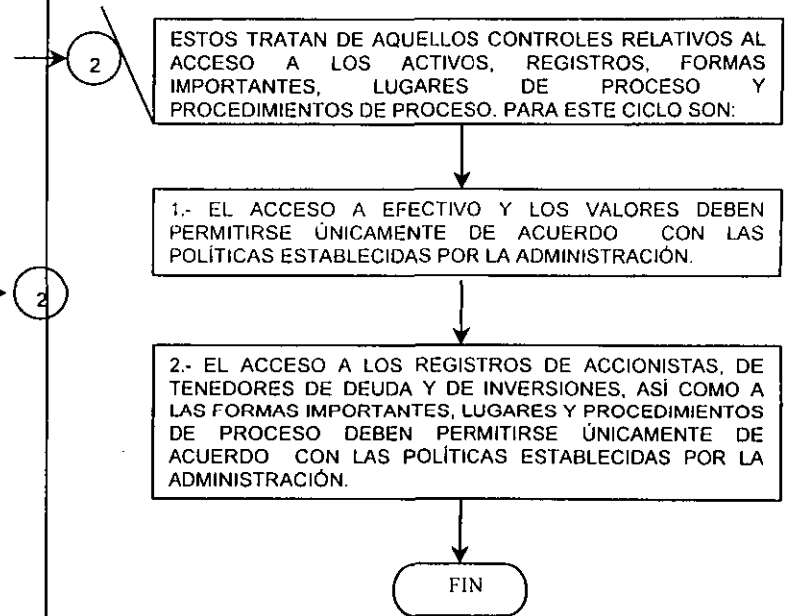 2
ESTOS TRATAN DE AQUELLOS CONTROLES RELATIVOS AL
ACCESO A LOS ACTIVOS, REGISTROS, FORMAS
IMPORTANTES, LUGARES DE PROCESO Y
PROCEDIMIENTOS DE PROCESO. PARA ESTE CICLO SON:
1.- EL ACCESO A EFECTIVO Y LOS VALORES DEBEN
PERMITIRSE ÚNICAMENTE DE ACUERDO CON LAS
POLÍTICAS ESTABLECIDAS POR LA ADMINISTRACIÓN.
2
2.- EL ACCESO A LOS REGISTROS DE ACCIONISTAS, DE
TENEDORES DE DEUDA Y DE INVERSIONES, ASÍ COMO A
LAS FORMAS IMPORTANTES, LUGARES Y PROCEDIMIENTOS
DE PROCESO DEBEN PERMITIRSE ÚNICAMENTE DE
ACUERDO CON LAS POLÍTICAS ESTABLECIDAS POR LA
ADMINISTRACIÓN.
FIN